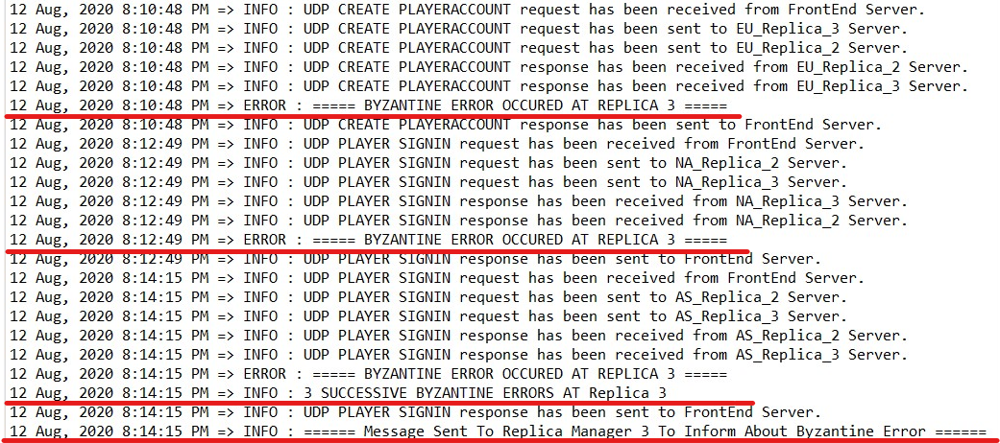 12 Aug, 2020 8:10:48 PM => INFO : UDP CREATE PLAYERACCOUNT request has been received from FrontEnd Server.
12 Aug, 2020 8:10:48 PM => INFO : UDP CREATE PLAYERACCOUNT request has been sent to EU_Replica_3 Server.
12 Aug, 2020 8:10:48 PM => INFO : UDP CREATE PLAYERACCOUNT request has been sent to EU_Replica_2 Server.
12 Aug, 2020 8:10:48 PM => INFO : UDP CREATE PLAYERACCOUNT response has been received from EU_Replica_2 Server.
12 Aug, 2020 8:10:48 PM => INFO : UDP CREATE PLAYERACCOUNT response has been received from EU_Replica_3 Server.
12 Aug, 2020 8:10:48 PM => ERROR : ===== BYZANTINE ERROR OCCURED AT REPLICA 3 =====
12 Aug, 2020 8:10:48 PM => INFO : UDP CREATE PLAYERACCOUNT response has been sent to FrontEnd Server.
12 Aug, 2020 8:12:49 PM => INFO : UDP PLAYER SIGNIN request has been received from FrontEnd Server.
12 Aug, 2020 8:12:49 PM => INFO : UDP PLAYER SIGNIN request has been sent to NA_Replica_2 Server.
12 Aug, 2020 8:12:49 PM => INFO : UDP PLAYER SIGNIN request has been sent to NA_Replica_3 Server.
12 Aug, 2020 8:12:49 PM => INFO : UDP PLAYER SIGNIN response has been received from NA_Replica_3 Server.
12 Aug, 2020 8:12:49 PM => INFO : UDP PLAYER SIGNIN response has been received from NA_Replica_2 Server.
12 Aug, 2020 8:12:49 PM => ERROR : ===== BYZANTINE ERROR OCCURED AT REPLICA 3 =====
12 Aug, 2020 8:12:49 PM => INFO : UDP PLAYER SIGNIN response has been sent to FrontEnd Server.
12 Aug, 2020 8:14:15 PM => INFO : UDP PLAYER SIGNIN request has been received from FrontEnd Server.
12 Aug, 2020 8:14:15 PM => INFO : UDP PLAYER SIGNIN request has been sent to AS_Replica_2 Server.
12 Aug, 2020 8:14:15 PM => INFO : UDP PLAYER SIGNIN request has been sent to AS_Replica_3 Server.
12 Aug, 2020 8:14:15 PM => INFO : UDP PLAYER SIGNIN response has been received from AS_Replica_2 Server.
12 Aug, 2020 8:14:15 PM => INFO : UDP PLAYER SIGNIN response has been received from AS_Replica_3 Server.
12 Aug, 2020 8:14:15 PM => ERROR : ===== BYZANTINE ERROR OCCURED AT REPLICA 3 =====
12 Aug, 2020 8:14:15 PM => INFO : 3 SUCCESSIVE BYZANTINE ERRORS AT Replica 3
12 Aug, 2020 8:14:15 PM => INFO : UDP PLAYER SIGNIN response has been sent to FrontEnd Server.
12 Aug, 2020 8:14:15 PM => INFO : ====== Message Sent To Replica Manager 3 To Inform About Byzantine Error ======